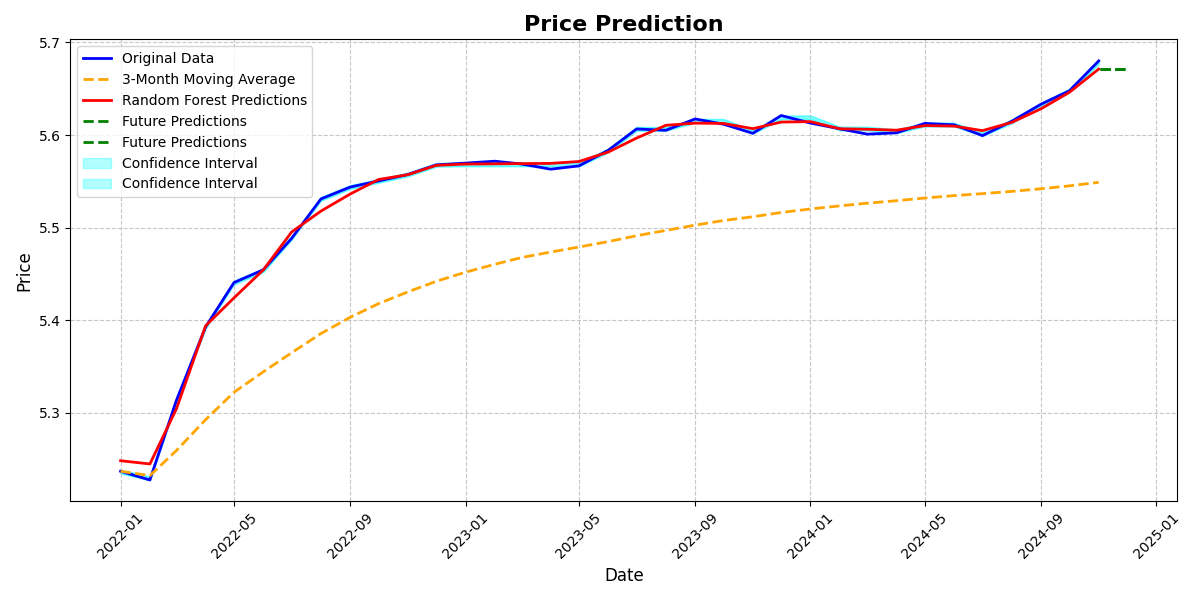 Price Prediction
Original Data
3-Month Moving Average
Random Forest Predictions
Future Predictions
Future Predictions
Confidence Interval
Confidence Interval
5.7
5.6
5.5
5.4
5.3
Price
2022-01
2022-05
2022-09
2023-01
2023-05
2023-09
2024-01
2024-05
2024-09
2025-01
Date